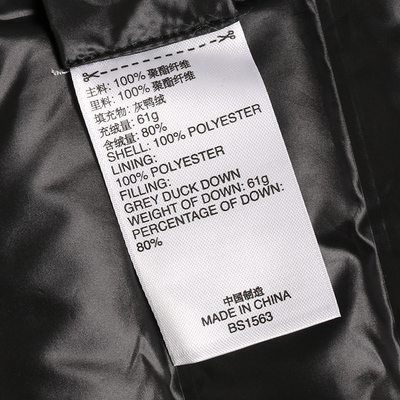 主料: 100% 聚酯纤维
里料: 100% 聚酯纤维
填充物: 灰鸭绒
充绒量: 61g
含绒量: 80%
SHELL: 100% POLYESTER
LINING:
100% POLYESTER
FILLING:
GREY DUCK DOWN
WEIGHT OF DOWN: 61g
PERCENTAGE OF DOWN:
80%
中国制造
MADE IN CHINA
BS1563